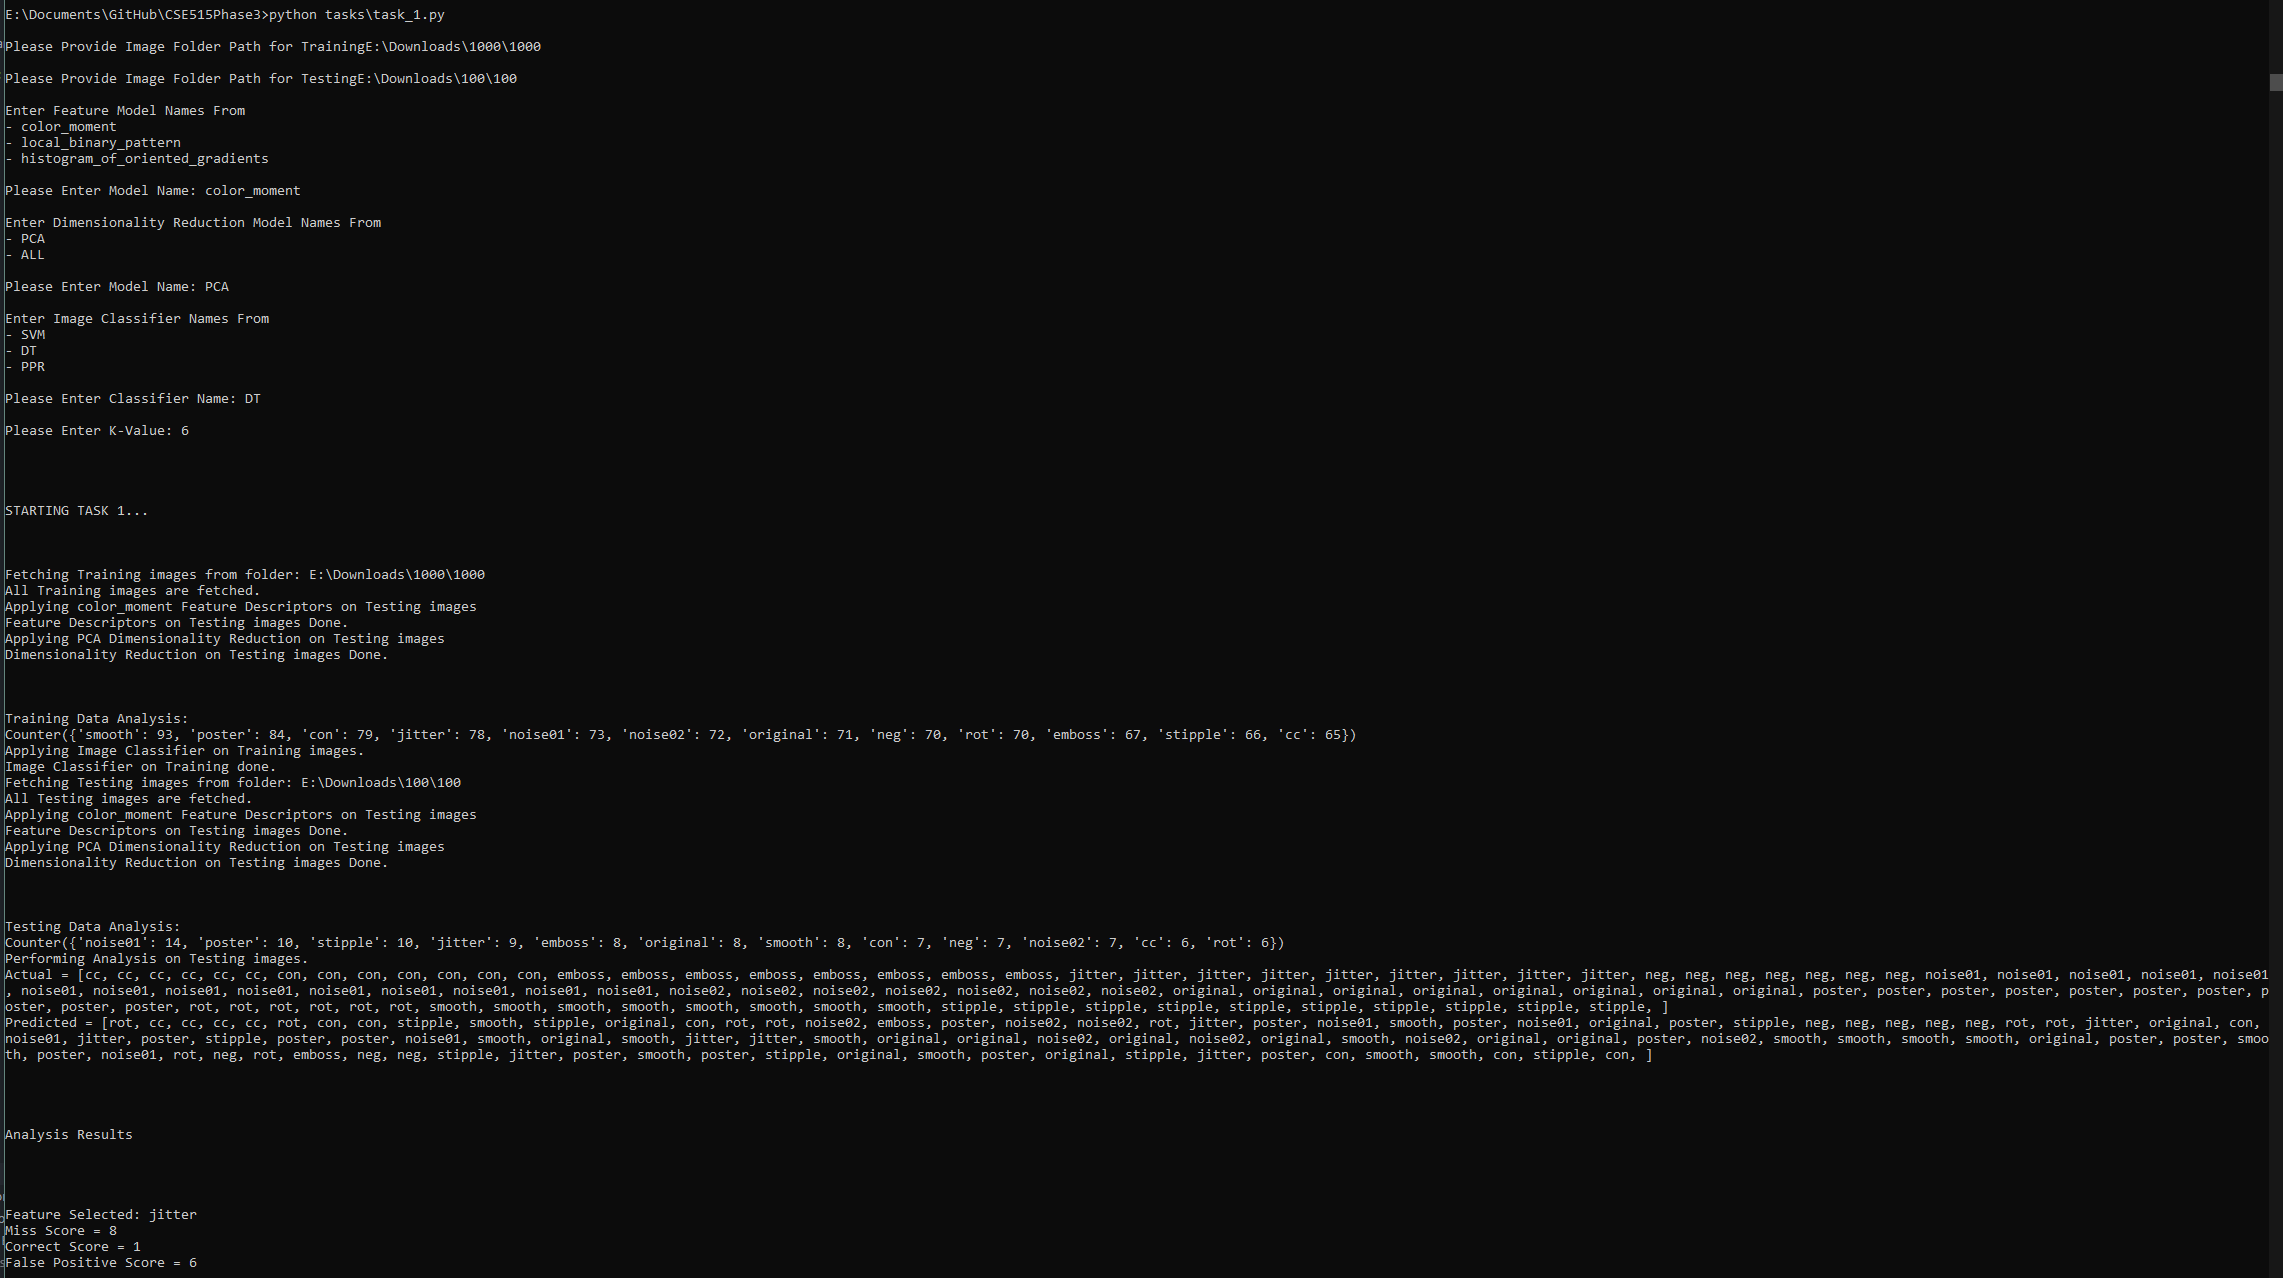 E:\Documents\GitHub\CSE515Phase3>python tasks\task_1.py
Please Provide Image Folder Path for TrainingE:\Downloads\1000\1000
Please Provide Image Folder Path for TestingE:\Downloads\100\100
Enter Feature Model Names From
- color_moment
- local_binary_pattern
- histogram_of_oriented_gradients
Please Enter Model Name: color_moment
Enter Dimensionality Reduction Model Names From
- PCA
- ALL
Please Enter Model Name: PCA
Enter Image Classifier Names From
- SVM
- DT
- PPR
Please Enter Classifier Name: DT
Please Enter K-Value: 6
STARTING TASK 1...
Fetching Training images from folder: E:\Downloads\1000\1000
All Training images are fetched.
Applying color_moment Feature Descriptors on Testing images
Feature Descriptors on Testing images Done.
Applying PCA Dimensionality Reduction on Testing images
Dimensionality Reduction on Testing images Done.
Training Data Analysis:
Counter({'smooth': 93, 'poster': 84, 'con': 79, 'jitter': 78, 'noise01': 73, 'noise02': 72, 'original': 71, 'neg': 70, 'rot': 70, 'emboss': 67, 'stipple': 66, 'cc': 65})
Applying Image Classifier on Training images.
Image Classifier on Training done.
Fetching Testing images from folder: E:\Downloads\100\100
All Testing images are fetched.
Applying color_moment Feature Descriptors on Testing images
Feature Descriptors on Testing images Done.
Applying PCA Dimensionality Reduction on Testing images
Dimensionality Reduction on Testing images Done.
Testing Data Analysis:
Counter({'noise01': 14, 'poster': 10, 'stipple': 10, 'jitter': 9, 'emboss': 8, 'original': 8, 'smooth': 8, 'con': 7, 'neg': 7, 'noise02': 7, 'cc': 6, 'rot': 6})
Performing Analysis on Testing images.
Actual = [cc, cc, cc, cc, cc, cc, con, con, con, con, con, con, con, emboss, emboss, emboss, emboss, emboss, emboss, emboss, emboss, jitter, jitter, jitter, jitter, jitter, jitter, jitter, jitter, jitter, neg, neg, neg, neg, neg, neg, neg, noise01, noise01, noise01, noise01, noise01
, noise01, noise01, noise01, noise01, noise01, noise01, noise01, noise01, noise01, noise02, noise02, noise02, noise02, noise02, noise02, noise02, original, original, original, original, original, original, original, original, poster, poster, poster, poster, poster, poster, poster, p
oster, poster, poster, rot, rot, rot, rot, rot, rot, smooth, smooth, smooth, smooth, smooth, smooth, smooth, smooth, stipple, stipple, stipple, stipple, stipple, stipple, stipple, stipple, stipple, stipple, ]
Predicted = [rot, cc, cc, cc, cc, rot, con, con, stipple, smooth, stipple, original, con, rot, rot, noise02, emboss, poster, noise02, noise02, rot, jitter, poster, noise01, smooth, poster, noise01, original, poster, stipple, neg, neg, neg, neg, neg, rot, rot, jitter, original, con,
noise01, jitter, poster, stipple, poster, poster, noise01, smooth, original, smooth, jitter, jitter, smooth, original, original, noise02, original, noise02, original, smooth, noise02, original, original, poster, noise02, smooth, smooth, smooth, smooth, original, poster, poster, smoo
th, poster, noise01, rot, neg, rot, emboss, neg, neg, stipple, jitter, poster, smooth, poster, stipple, original, smooth, poster, original, stipple, jitter, poster, con, smooth, smooth, con, stipple, con, ]
Analysis Results
Feature Selected: jitter
Miss Score = 8
Correct Score = 1
False Positive Score = 6